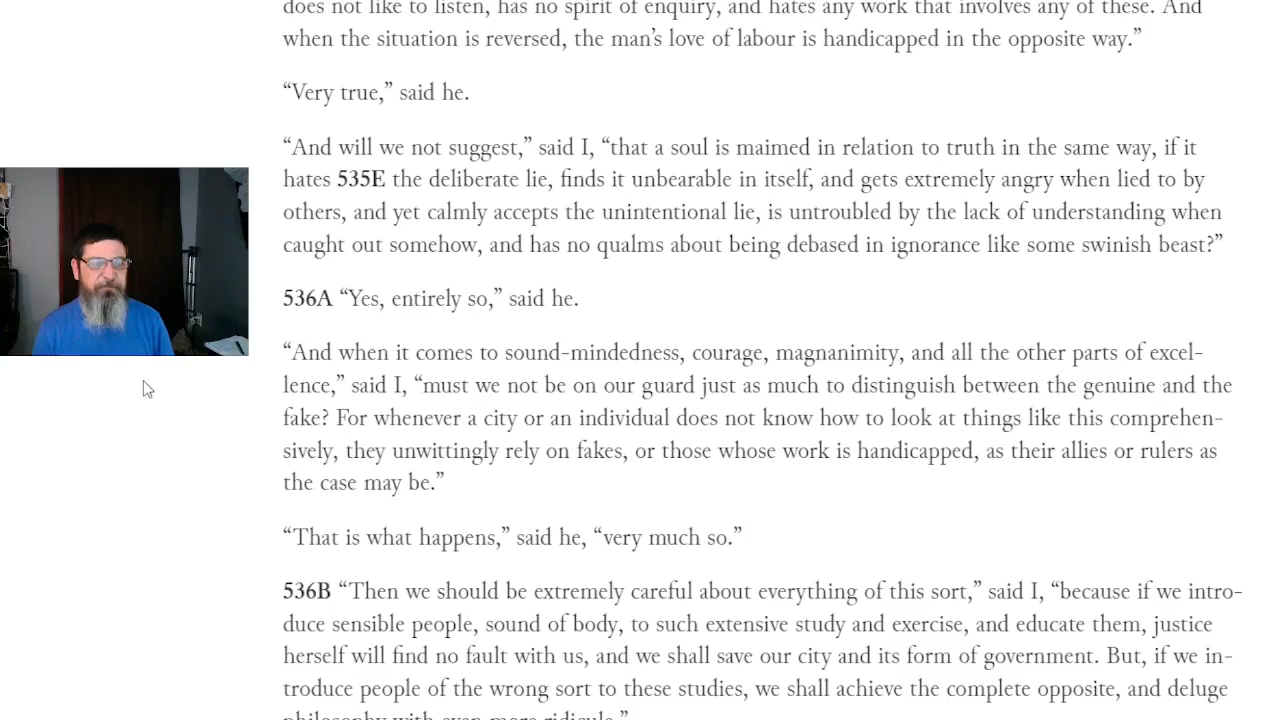 does not like to listen, has no spirit of enquiry, and hates any work that involves any of these. And
when the situation is reversed, the man’s love of labour is handicapped in the opposite way.”
“Very true,” said he.
“And will we not suggest,” said I, “that a soul is maimed in relation to truth in the same way, if it
hates 535E the deliberate lie, finds it unbearable in itself, and gets extremely angry when lied to by
others, and yet calmly accepts the unintentional lie, is untroubled by the lack of understanding when
caught out somehow, and has no qualms about being debased in ignorance like some swinish beast?”
536A “Yes, entirely so,” said he.
“And when it comes to sound-mindedness, courage, magnanimity, and all the other parts of excel-
lence,” said I, “must we not be on our guard just as much to distinguish between the genuine and the
fake? For whenever a city or an individual does not know how to look at things like this comprehen-
sively, they unwittingly rely on fakes, or those whose work is handicapped, as their allies or rulers as
the case may be.”
“That is what happens,” said he, “very much so.”
536B “Then we should be extremely careful about everything of this sort,” said I, “because if we intro-
duce sensible people, sound of body, to such extensive study and exercise, and educate them, justice
herself will find no fault with us, and we shall save our city and its form of government. But, if we in-
troduce people of the wrong sort to these studies, we shall achieve the complete opposite, and deluge
philosophy with even more ridicule.”